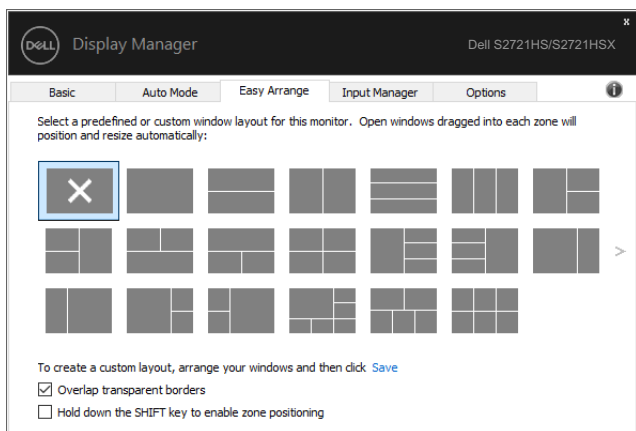 x
DELL Display Manager Dell S2721HS/S2721HSX
Basic Auto Mode Easy Arrange Input Manager Options i
Select a predefined or custom window layout for this monitor. Open windows dragged into each zone will
position and resize automatically:
>
To create a custom layout, arrange your windows and then click Save
Overlap transparent borders
Hold down the SHIFT key to enable zone positioning